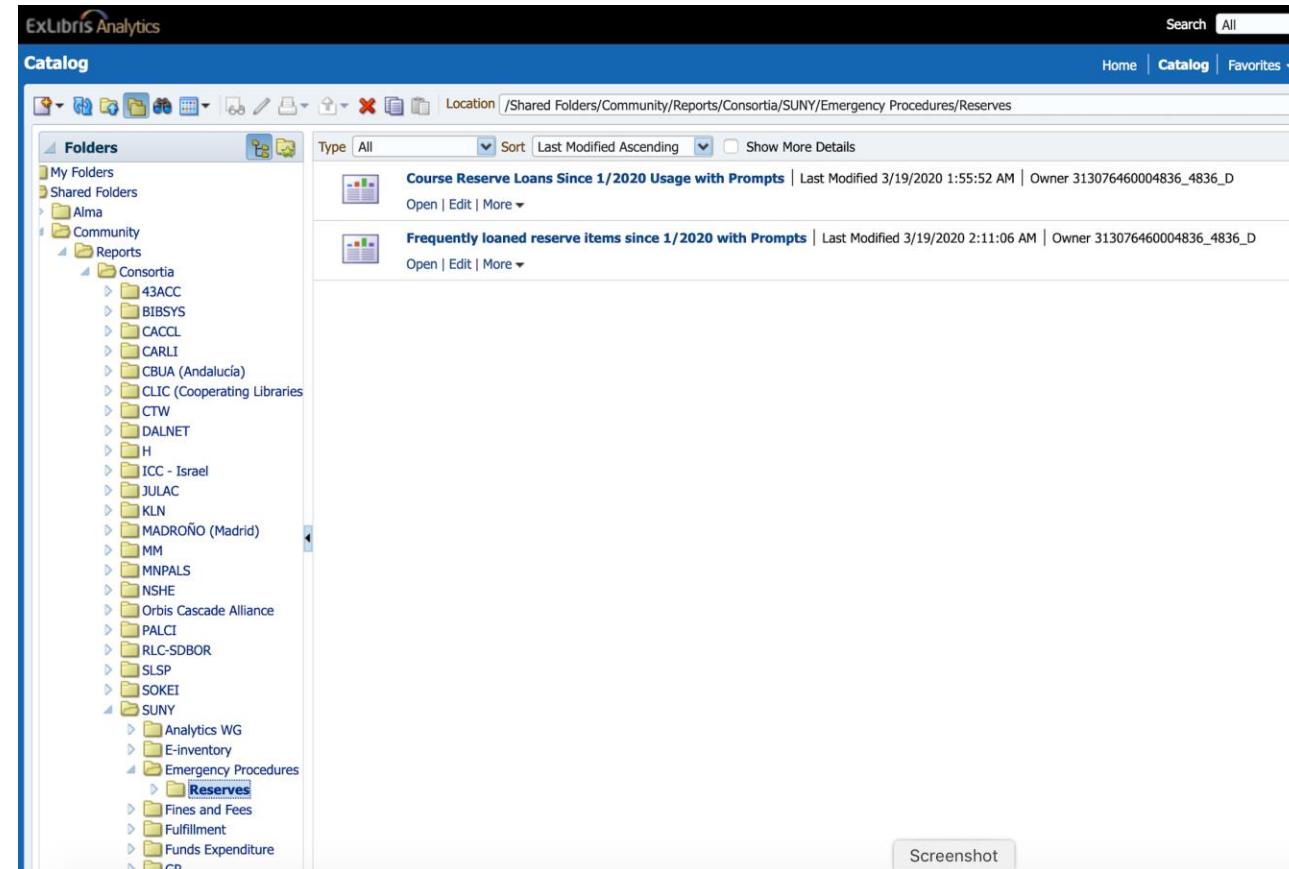 ExLibris Analytics
Search All
Catalog
Home Catalog Favorites
Location /Shared Folders/Community/Reports/Consortia/SUNY/Emergency Procedures/Reserves
Folders
Type All Sort Last Modified Ascending Show More Details
My Folders
Shared Folders
Alma
Community
Reports
Consortia
43ACC
BIBSYS
CACCL
CARLI
CBUA (Andalucía)
CLIC (Cooperating Libraries
CTW
DALNET
H
ICC - Israel
JULAC
KLN
MADROÑO (Madrid)
MM
MNPALS
NSHE
Orbis Cascade Alliance
PALCI
RLC-SDBOR
SLSP
SOKEI
SUNY
Analytics WG
E-inventory
Emergency Procedures
Reserves
Fines and Fees
Fulfillment
Funds Expenditure
Course Reserve Loans Since 1/2020 Usage with Prompts | Last Modified 3/19/2020 1:55:52 AM | Owner 313076460004836_4836_D
Open | Edit | More
Frequently loaned reserve items since 1/2020 with Prompts | Last Modified 3/19/2020 2:11:06 AM | Owner 313076460004836_4836_D
Open | Edit | More
Screenshot